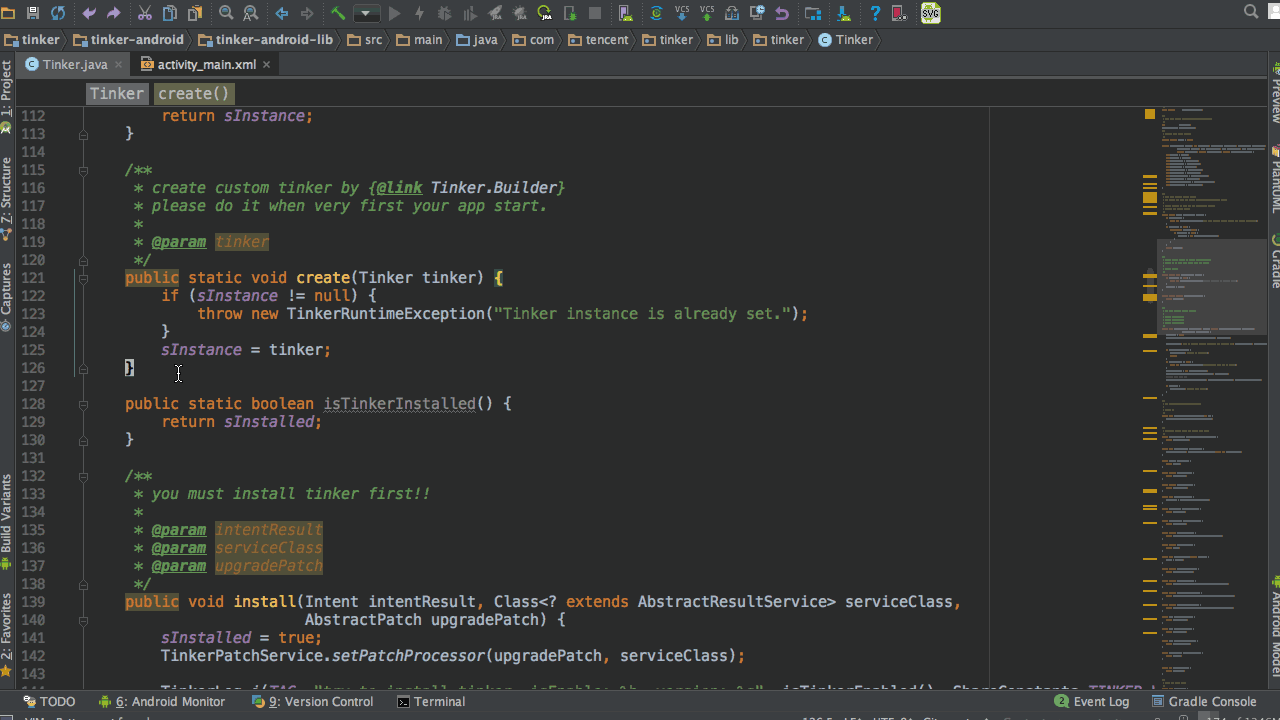 VCS VCS SVG
tinker tinker-android tinker-android-lib src main java com tencent tinker lib tinker Tinker
Tinker.java × activity_main.xml ×
Tinker create()
1: Project
7: Structure
Captures
Build Variants
2: Favorites
112 return sInstance;
113 }
114
115 /**
116 * create custom tinker by {@link Tinker.Builder}
117 * please do it when very first your app start.
118 *
119 * @param tinker
120 */
121 public static void create(Tinker tinker) {
122 if (sInstance != null) {
123 throw new TinkerRuntimeException("Tinker instance is already set.");
124 }
125 sInstance = tinker;
126 }
127
128 public static boolean isTinkerInstalled() {
129 return sInstalled;
130 }
131
132 /**
133 * you must install tinker first!!
134 *
135 * @param intentResult
136 * @param serviceClass
137 * @param upgradePatch
138 */
139 public void install(Intent intentResult, Class<? extends AbstractResultService> serviceClass,
140 AbstractPatch upgradePatch) {
141 sInstalled = true;
142 TinkerPatchService.setPatchProcessor(upgradePatch, serviceClass);
143
Preview
PlantUML
Gradle
Android Model
TODO 6: Android Monitor 9: Version Control Terminal 2 Event Log Gradle Console